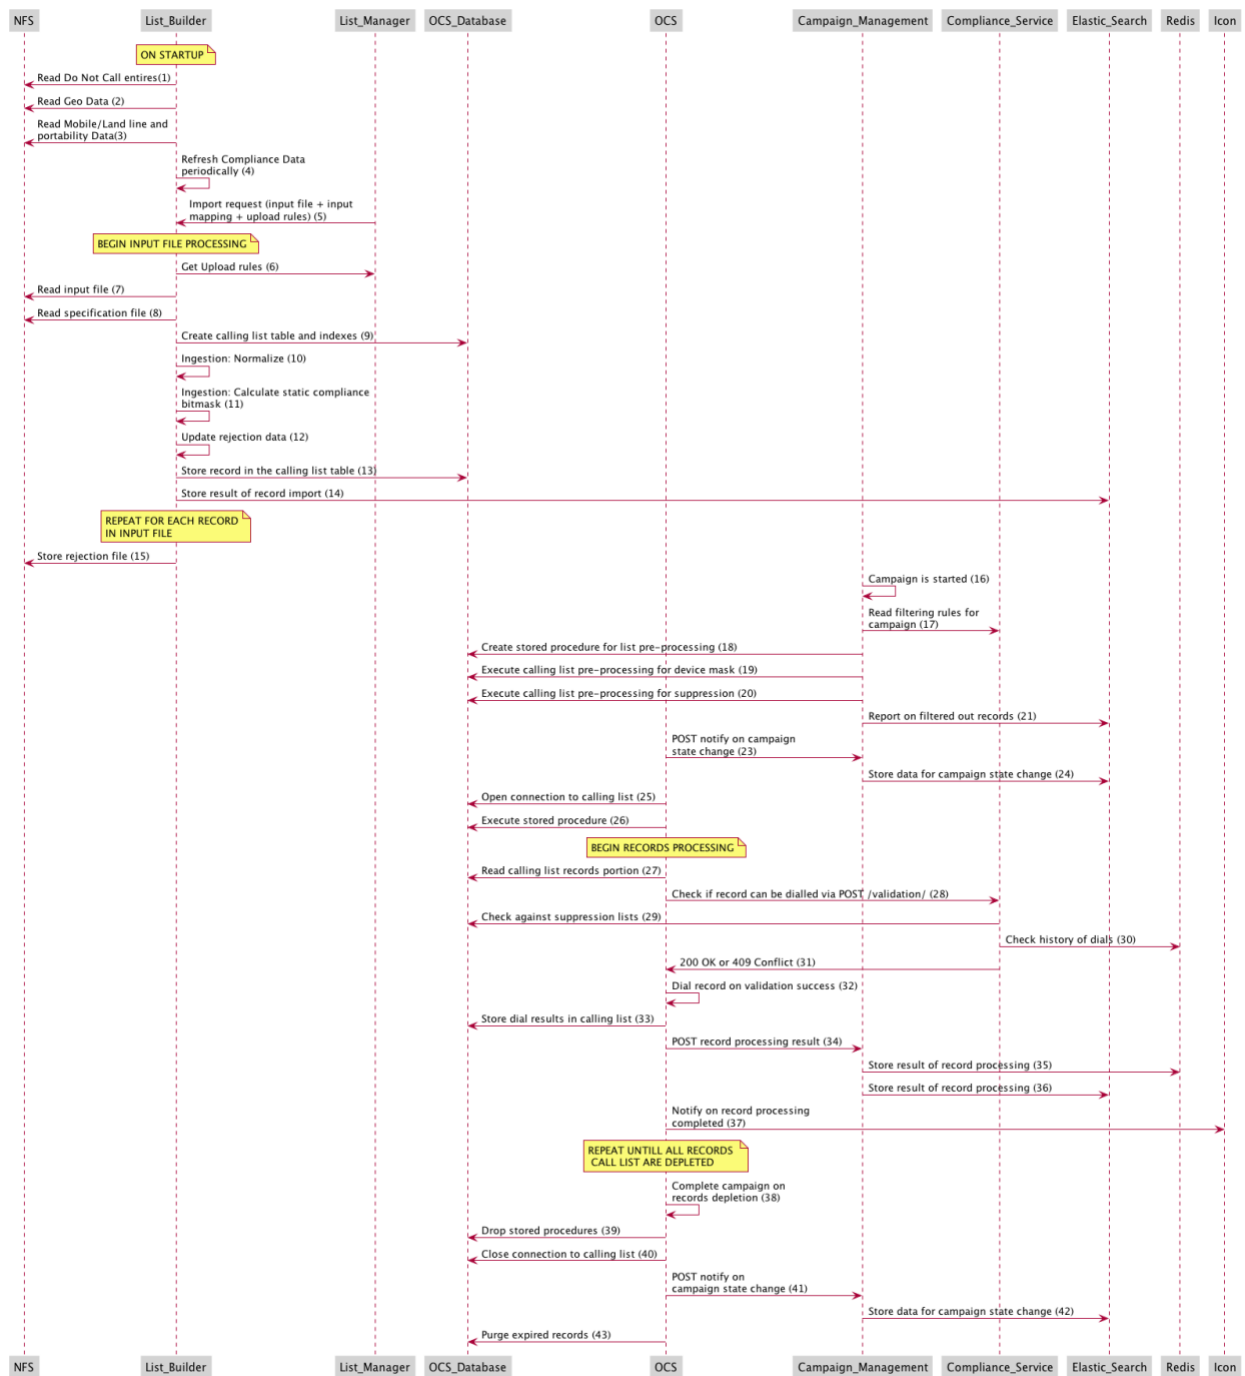 NFS List_Builder List_Manager OCS_Database OCS Campaign_Management Compliance_Service Elastic_Search Redis Icon
ON STARTUP
Read Do Not Call entires(1)
Read Geo Data (2)
Read Mobile/Land line and
portability Data(3)
Refresh Compliance Data
periodically (4)
Import request (input file + input
mapping + upload rules) (5)
BEGIN INPUT FILE PROCESSING
Get Upload rules (6)
Read input file (7)
Read specification file (8)
Create calling list table and indexes (9)
Ingestion: Normalize (10)
Ingestion: Calculate static compliance
bitmask (11)
Update rejection data (12)
Store record in the calling list table (13)
Store result of record import (14)
REPEAT FOR EACH RECORD
IN INPUT FILE
Store rejection file (15)
Campaign is started (16)
Read filtering rules for
campaign (17)
Create stored procedure for list pre-processing (18)
Execute calling list pre-processing for device mask (19)
Execute calling list pre-processing for suppression (20)
Report on filtered out records (21)
POST notify on campaign
state change (23)
Store data for campaign state change (24)
Open connection to calling list (25)
Execute stored procedure (26)
BEGIN RECORDS PROCESSING
Read calling list records portion (27)
Check if record can be dialled via POST /validation/ (28)
Check against suppression lists (29)
Check history of dials (30)
200 OK or 409 Conflict (31)
Dial record on validation success (32)
Store dial results in calling list (33)
POST record processing result (34)
Store result of record processing (35)
Store result of record processing (36)
Notify on record processing
completed (37)
REPEAT UNTILL ALL RECORDS
CALL LIST ARE DEPLETED
Complete campaign on
records depletion (38)
Drop stored procedures (39)
Close connection to calling list (40)
POST notify on
campaign state change (41)
Store data for campaign state change (42)
Purge expired records (43)
NFS List_Builder List_Manager OCS_Database OCS Campaign_Management Compliance_Service Elastic_Search Redis Icon